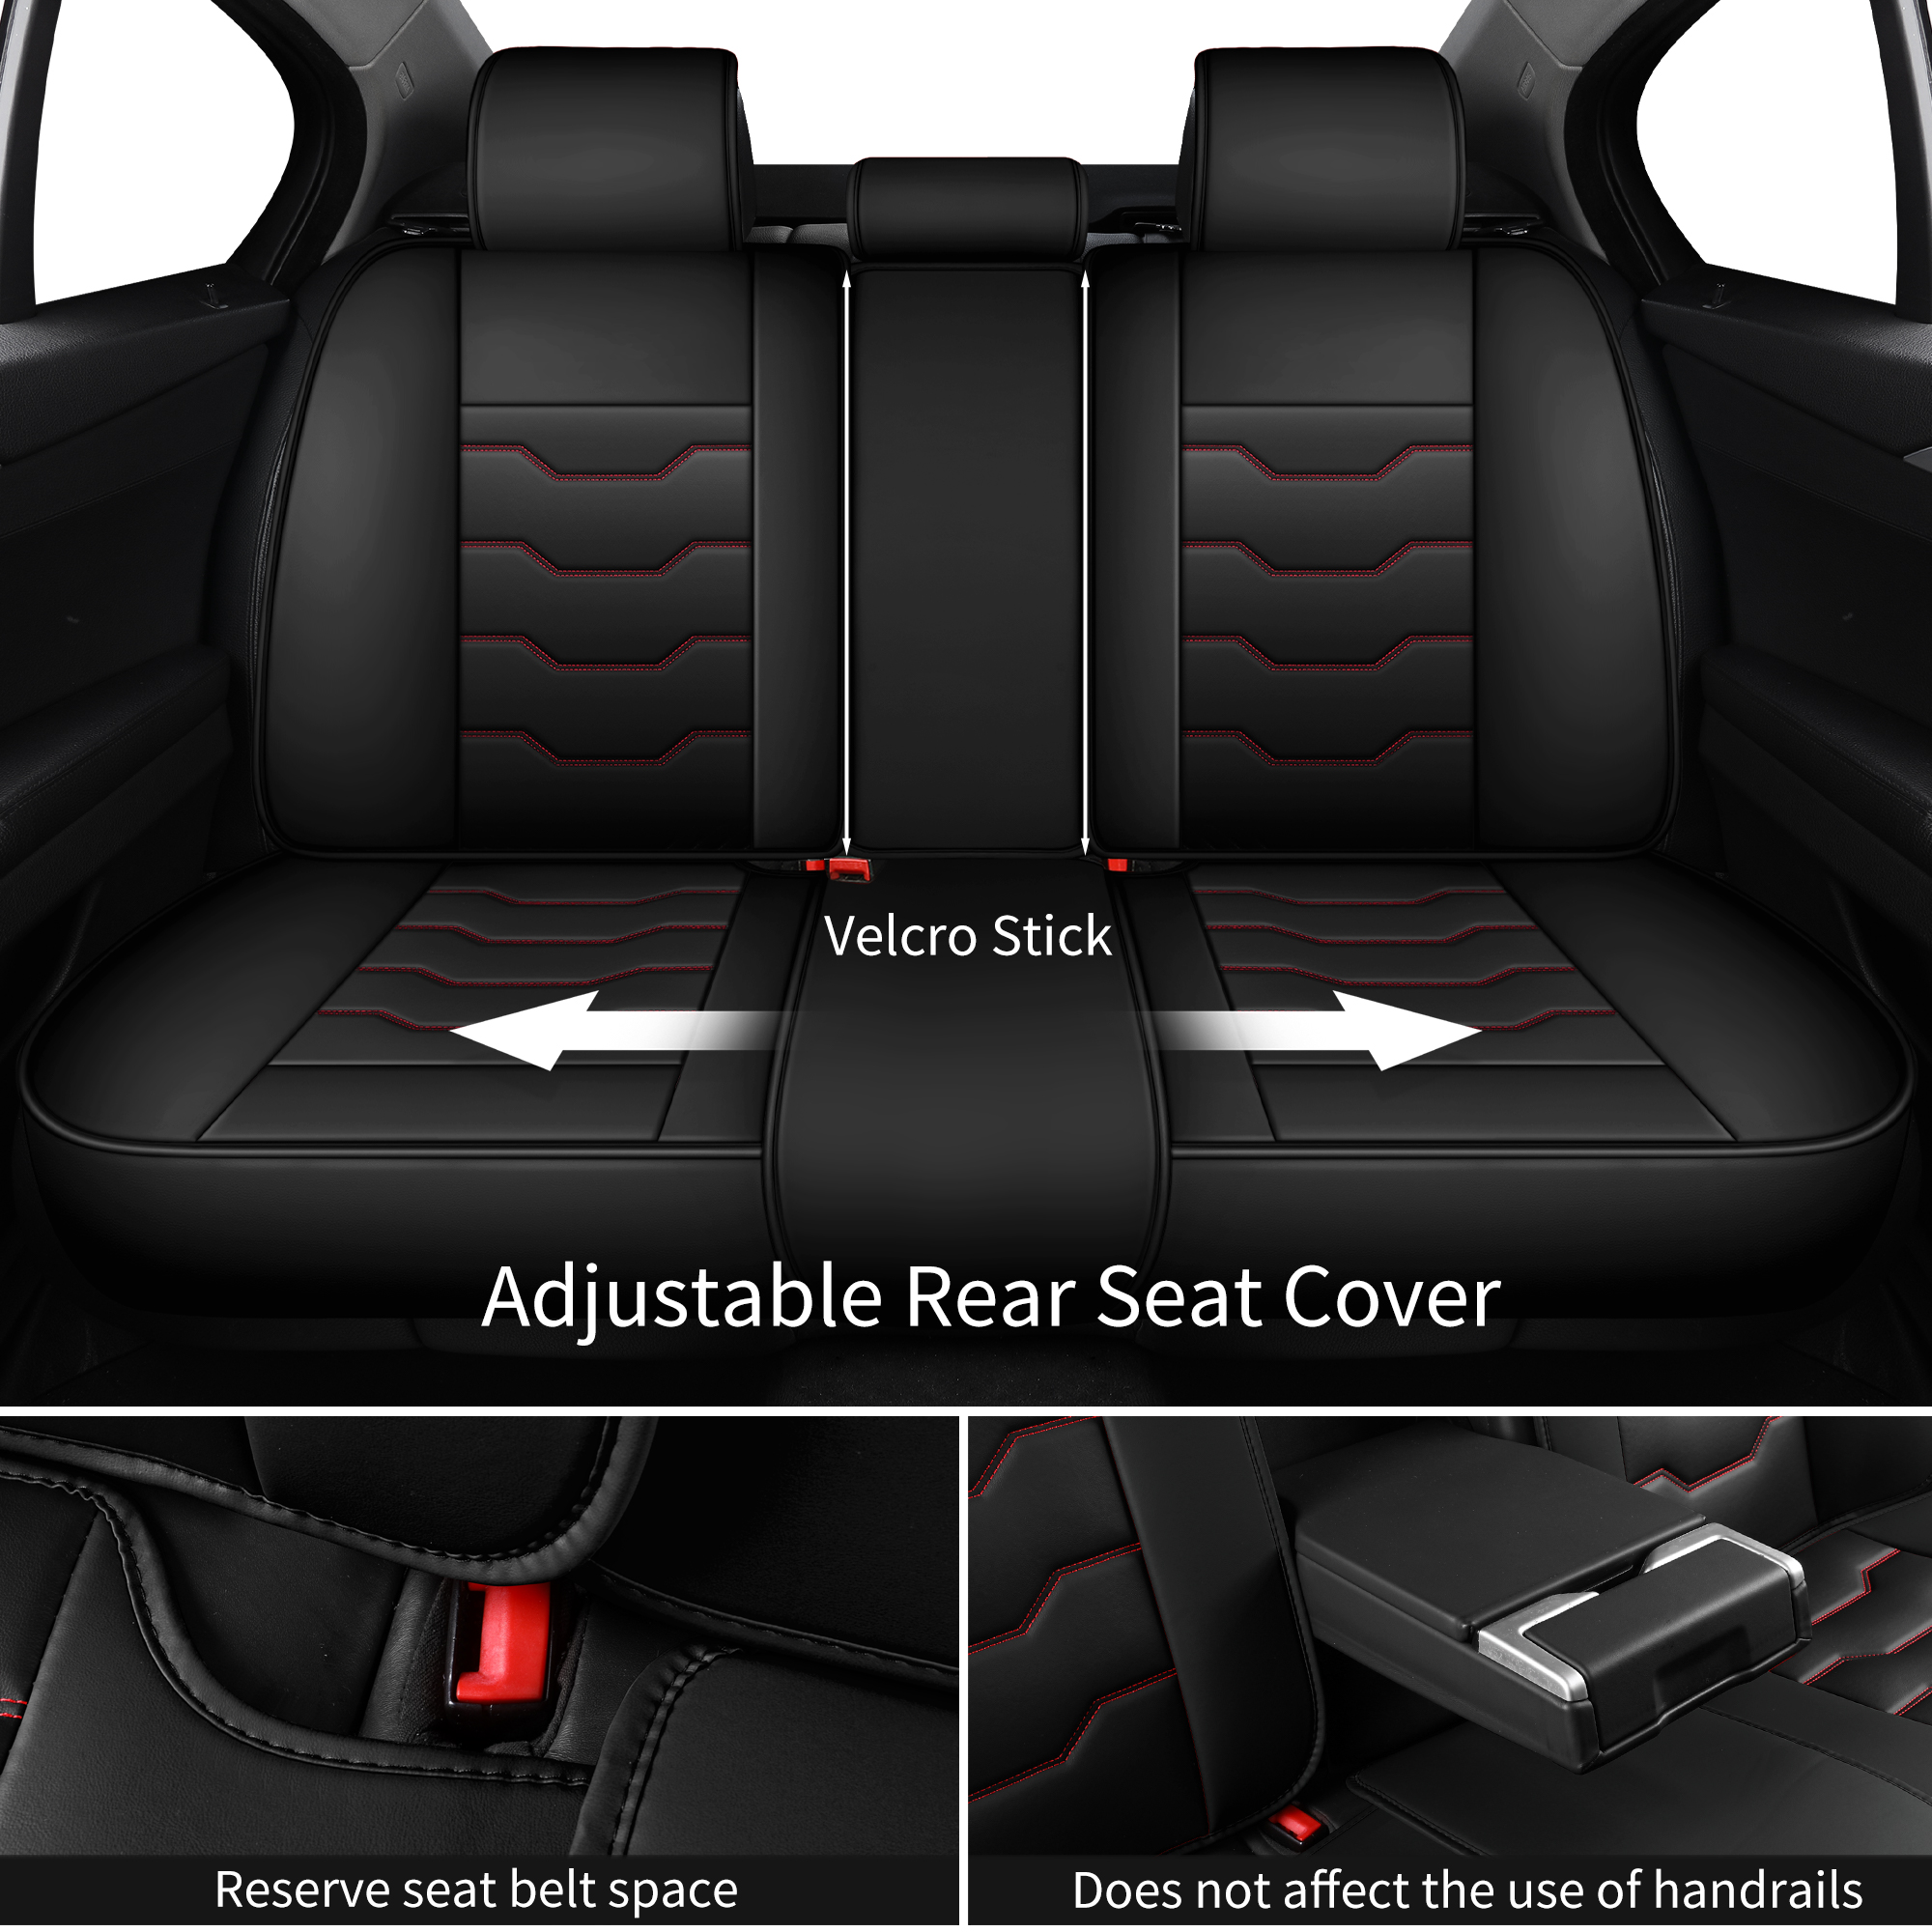 Velcro Stick
Adjustable Rear Seat Cover
Reserve seat belt space
Does not affect the use of handrails